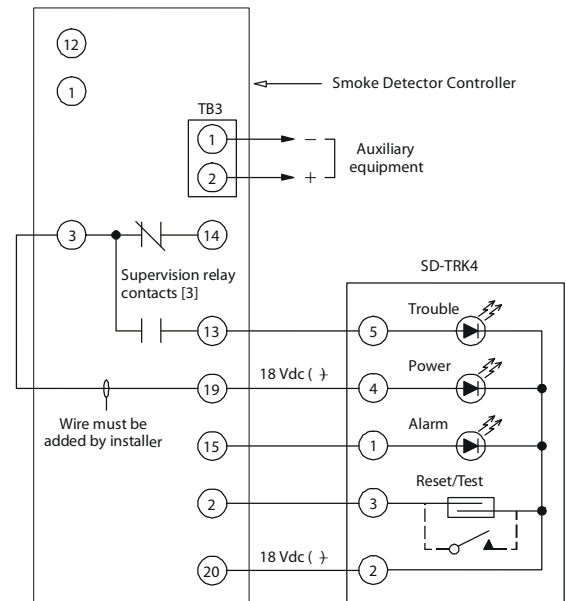 12
1
Smoke Detector Controller
TB3
1 −
2 +
Auxiliary
equipment
3
14
Supervision relay
contacts [3]
13
SD-TRK4
5 Trouble
19 18 Vdc ( + ) 4 Power
Wire must be
added by installer
15
1 Alarm
2
3 Reset/Test
20 18 Vdc ( 
2